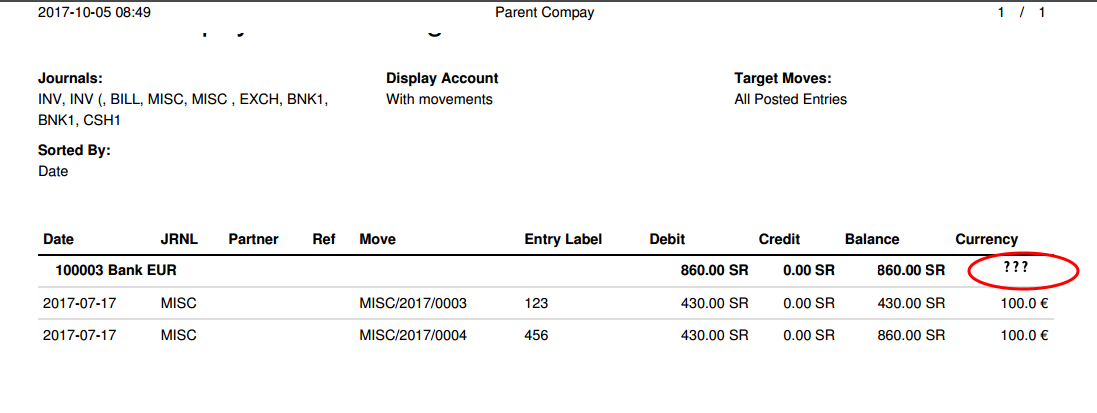 2017-10-05 08:49 Parent Compay 1 / 1
Journals: Display Account Target Moves:
INV, INV (, BILL, MISC, MISC , EXCH, BNK1, With movements All Posted Entries
BNK1, CSH1
Sorted By:
Date
Date JRNL Partner Ref Move Entry Label Debit Credit Balance Currency
100003 Bank EUR 860.00 SR 0.00 SR 860.00 SR ???
2017-07-17 MISC MISC/2017/0003 123 430.00 SR 0.00 SR 430.00 SR 100.0 €
2017-07-17 MISC MISC/2017/0004 456 430.00 SR 0.00 SR 860.00 SR 100.0 €